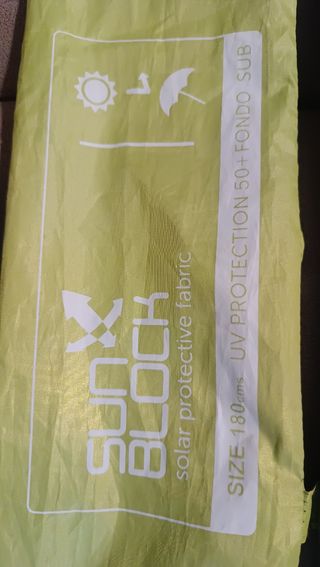 SUN
BLOCK
solar protective fabric
SIZE 180cms UV PROTECTION 50+ FONDO SUB